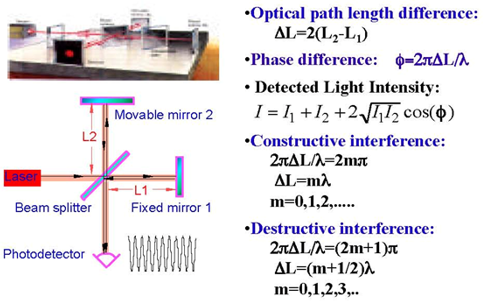 •Optical path length difference:
ΔL=2(L₂-L₁)
•Phase difference: ϕ=2πΔL/λ
•Detected Light Intensity:
I = I₁ + I₂ + 2√I₁I₂ cos(ϕ)
•Constructive interference:
2πΔL/λ=2mπ
ΔL=mλ
m=0,1,2,.....
•Destructive interference:
2πΔL/λ=(2m+1)π
ΔL=(m+1/2)λ
m=0,1,2,3,..
Movable mirror 2
L2
Laser
L1
Beam splitter
Fixed mirror 1
Photodetector